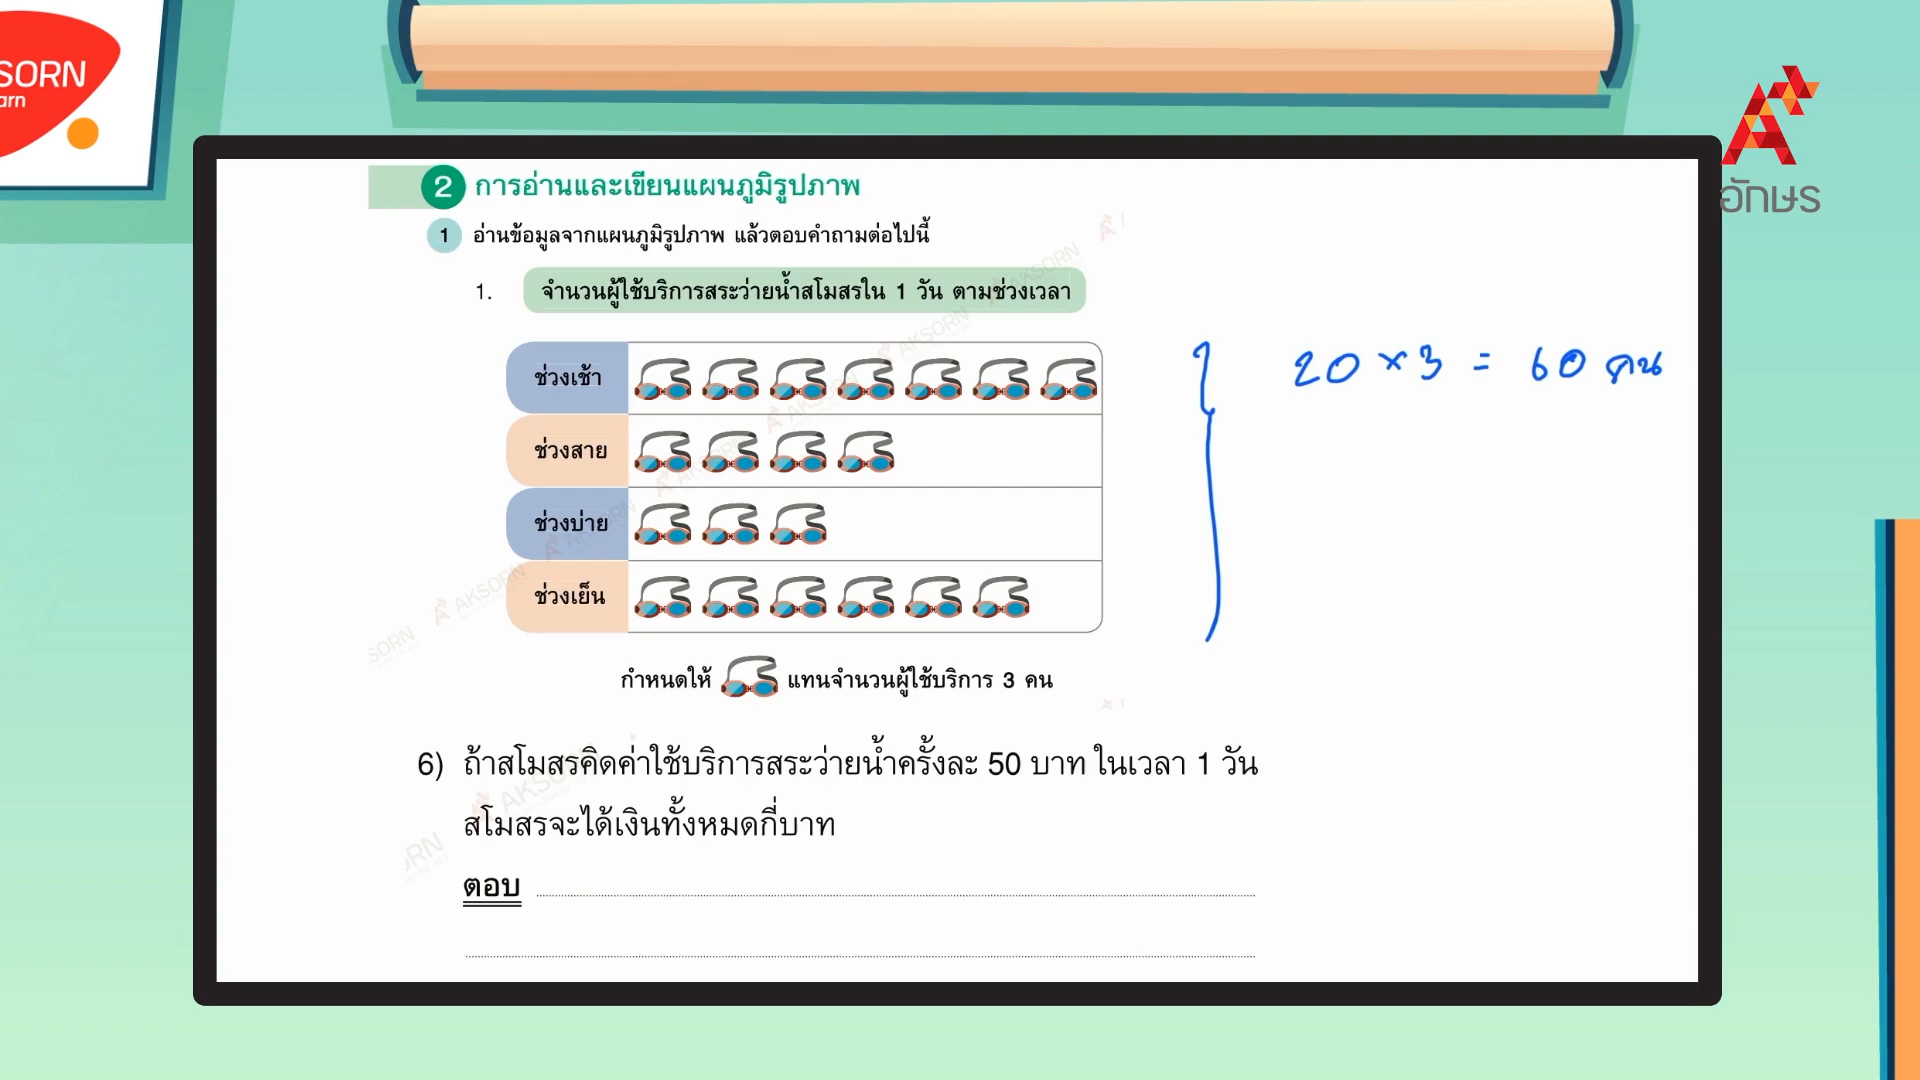 SORN
arn
อักษร
2 การอ่านและเขียนแผนภูมิรูปภาพ
1 อ่านข้อมูลจากแผนภูมิรูปภาพ แล้วตอบคำถามต่อไปนี้
1. จำนวนผู้ใช้บริการสระว่ายน้ำสโมสรใน 1 วัน ตามช่วงเวลา
ช่วงเช้า
20 × 3 = 60 คน
ช่วงสาย
ช่วงบ่าย
ช่วงเย็น
กำหนดให้ แทนจำนวนผู้ใช้บริการ 3 คน
6) ถ้าสโมสรคิดค่าใช้บริการสระว่ายน้ำครั้งละ 50 บาท ในเวลา 1 วัน
สโมสรจะได้เงินทั้งหมดกี่บาท
ตอบ